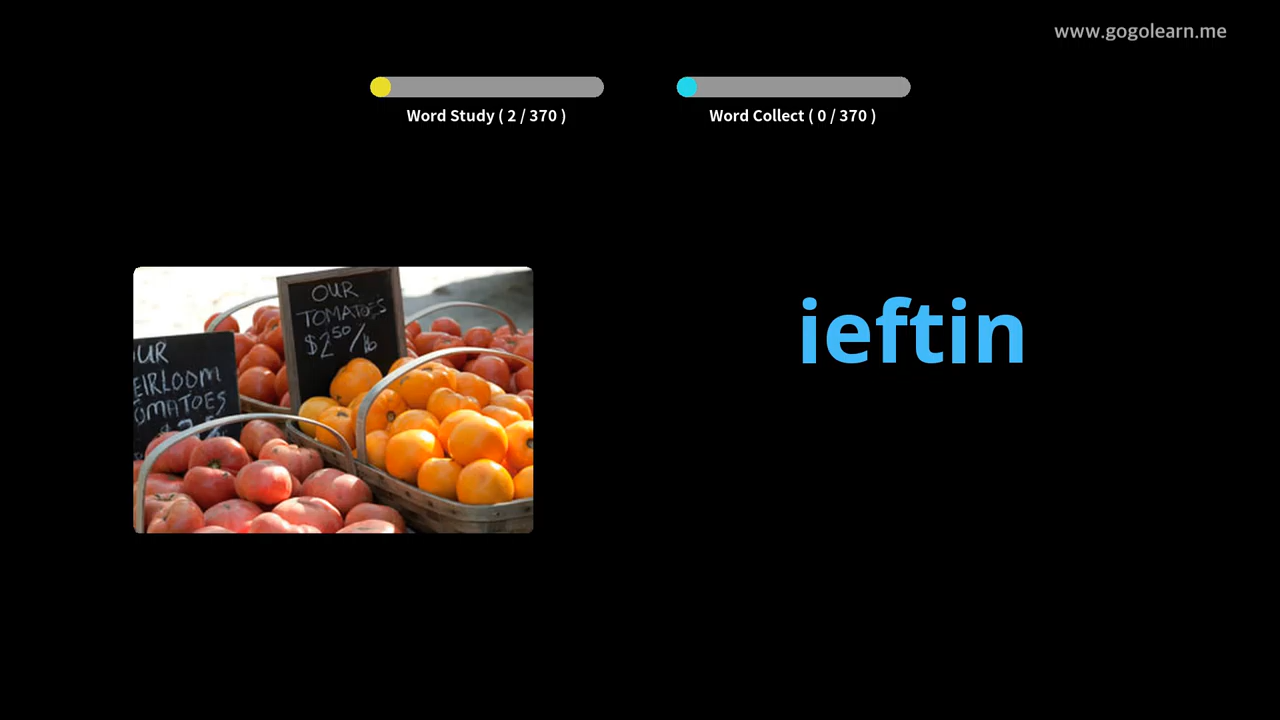 www.gogolearn.me
Word Study ( 2 / 370 )
Word Collect ( 0 / 370 )
OUR
TOMATOES
$2.50/lb
UR
EIRLOOM
OMATOES
ieftin